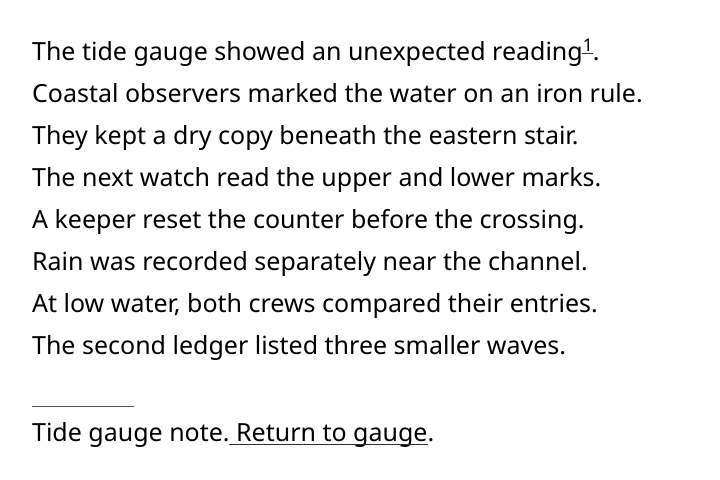 The tide gauge showed an unexpected reading¹.
Coastal observers marked the water on an iron rule.
They kept a dry copy beneath the eastern stair.
The next watch read the upper and lower marks.
A keeper reset the counter before the crossing.
Rain was recorded separately near the channel.
At low water, both crews compared their entries.
The second ledger listed three smaller waves.
Tide gauge note. Return to gauge.